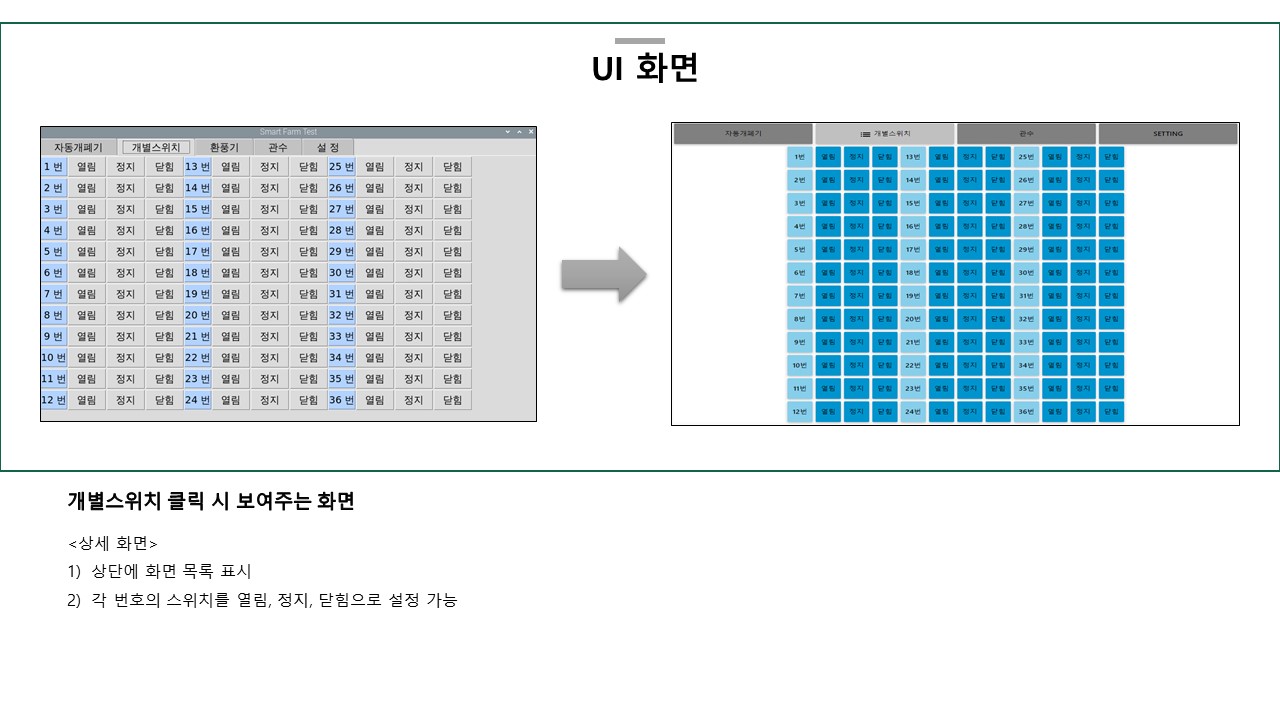 UI 화면
Smart Farm Test
자동개폐기 개별스위치 환풍기 관수 설 정
1 번 열림 정지 닫힘 13 번 열림 정지 닫힘 25 번 열림 정지 닫힘
2 번 열림 정지 닫힘 14 번 열림 정지 닫힘 26 번 열림 정지 닫힘
3 번 열림 정지 닫힘 15 번 열림 정지 닫힘 27 번 열림 정지 닫힘
4 번 열림 정지 닫힘 16 번 열림 정지 닫힘 28 번 열림 정지 닫힘
5 번 열림 정지 닫힘 17 번 열림 정지 닫힘 29 번 열림 정지 닫힘
6 번 열림 정지 닫힘 18 번 열림 정지 닫힘 30 번 열림 정지 닫힘
7 번 열림 정지 닫힘 19 번 열림 정지 닫힘 31 번 열림 정지 닫힘
8 번 열림 정지 닫힘 20 번 열림 정지 닫힘 32 번 열림 정지 닫힘
9 번 열림 정지 닫힘 21 번 열림 정지 닫힘 33 번 열림 정지 닫힘
10 번 열림 정지 닫힘 22 번 열림 정지 닫힘 34 번 열림 정지 닫힘
11 번 열림 정지 닫힘 23 번 열림 정지 닫힘 35 번 열림 정지 닫힘
12 번 열림 정지 닫힘 24 번 열림 정지 닫힘 36 번 열림 정지 닫힘
자동개폐기 개별스위치 관수 SETTING
1번 열림 정지 닫힘 13번 열림 정지 닫힘 25번 열림 정지 닫힘
2번 열림 정지 닫힘 14번 열림 정지 닫힘 26번 열림 정지 닫힘
3번 열림 정지 닫힘 15번 열림 정지 닫힘 27번 열림 정지 닫힘
4번 열림 정지 닫힘 16번 열림 정지 닫힘 28번 열림 정지 닫힘
5번 열림 정지 닫힘 17번 열림 정지 닫힘 29번 열림 정지 닫힘
6번 열림 정지 닫힘 18번 열림 정지 닫힘 30번 열림 정지 닫힘
7번 열림 정지 닫힘 19번 열림 정지 닫힘 31번 열림 정지 닫힘
8번 열림 정지 닫힘 20번 열림 정지 닫힘 32번 열림 정지 닫힘
9번 열림 정지 닫힘 21번 열림 정지 닫힘 33번 열림 정지 닫힘
10번 열림 정지 닫힘 22번 열림 정지 닫힘 34번 열림 정지 닫힘
11번 열림 정지 닫힘 23번 열림 정지 닫힘 35번 열림 정지 닫힘
12번 열림 정지 닫힘 24번 열림 정지 닫힘 36번 열림 정지 닫힘
개별스위치 클릭 시 보여주는 화면
<상세 화면>
1) 상단에 화면 목록 표시
2) 각 번호의 스위치를 열림, 정지, 닫힘으로 설정 가능